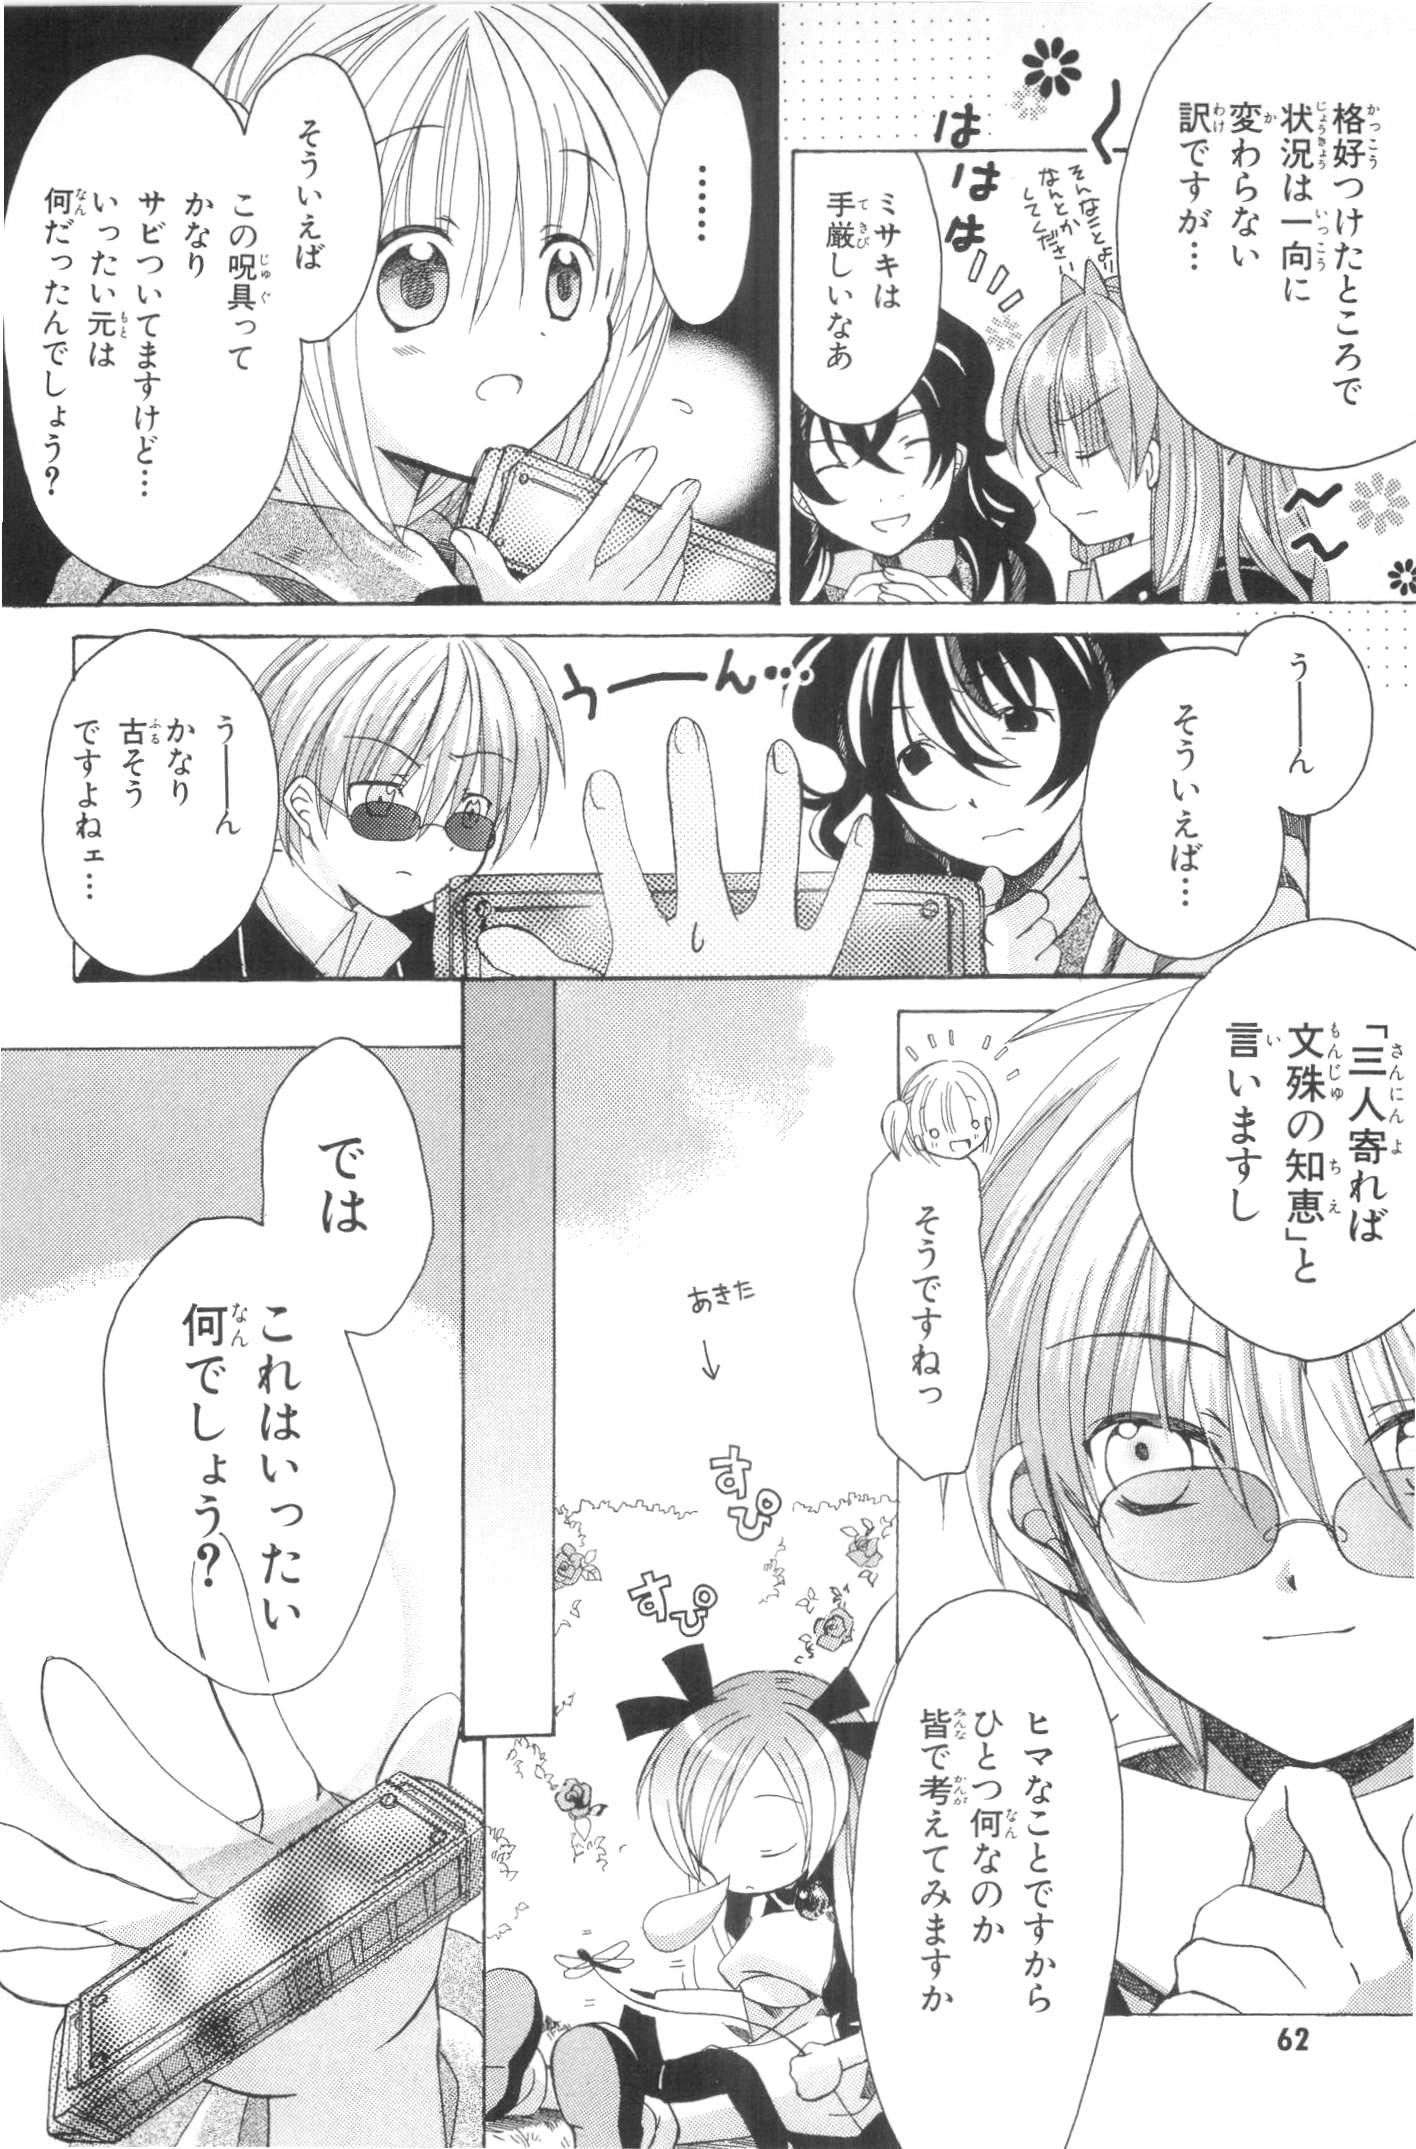 格好つけたところで
状況は一向に
変わらない
訳ですが…
そんなことより
なんとか
してください
ははは
ミサキは
手厳しいなあ
……
そういえば
この呪具って
かなり
サビついてますけど…
いったい元は
何だったんでしょう？
うーん
そういえば…
うーーん…
うーん
かなり
古そう
ですよねェ…
「三人寄れば
文殊の知恵」と
言いますし
そうですねっ
ヒマなことですから
ひとつ何なのか
皆で考えてみますか
あきた
すぴ
すぴ
では
これはいったい
何でしょう？
62